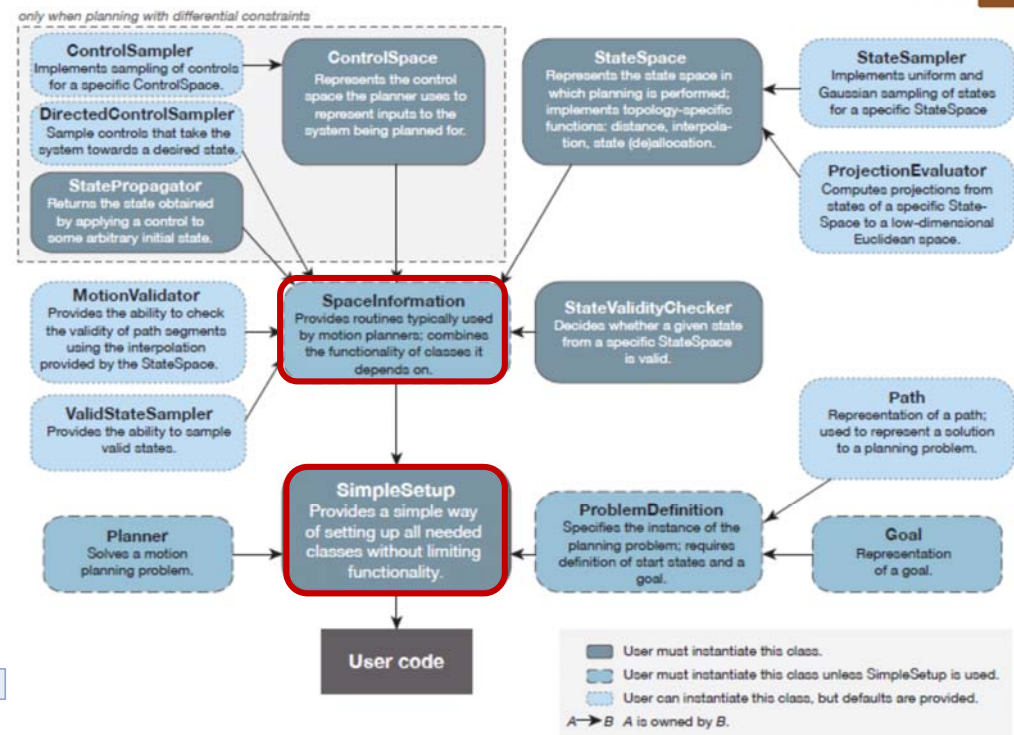 only when planning with differential constraints
ControlSampler
Implements sampling of controls
for a specific ControlSpace.
DirectedControlSampler
Sample controls that take the
system towards a desired state.
StatePropagator
Returns the state obtained
by applying a control to
some arbitrary initial state.
ControlSpace
Represents the control
space the planner uses to
represent inputs to the
system being planned for.
StateSpace
Represents the state space in
which planning is performed;
implements topology-specific
functions: distance, interpola-
tion, state (de)allocation.
StateSampler
Implements uniform and
Gaussian sampling of states
for a specific StateSpace
ProjectionEvaluator
Computes projections from
states of a specific State-
Space to a low-dimensional
Euclidean space.
MotionValidator
Provides the ability to check
the validity of path segments
using the interpolation
provided by the StateSpace.
SpaceInformation
Provides routines typically used
by motion planners; combines
the functionality of classes it
depends on.
StateValidityChecker
Decides whether a given state
from a specific StateSpace
is valid.
ValidStateSampler
Provides the ability to sample
valid states.
Path
Representation of a path;
used to represent a solution
to a planning problem.
Planner
Solves a motion
planning problem.
SimpleSetup
Provides a simple way
of setting up all needed
classes without limiting
functionality.
ProblemDefinition
Specifies the instance of the
planning problem; requires
definition of start states and a
goal.
Goal
Representation
of a goal.
User code
User must instantiate this class.
User must instantiate this class unless SimpleSetup is used.
User can instantiate this class, but defaults are provided.
A→B A is owned by B.